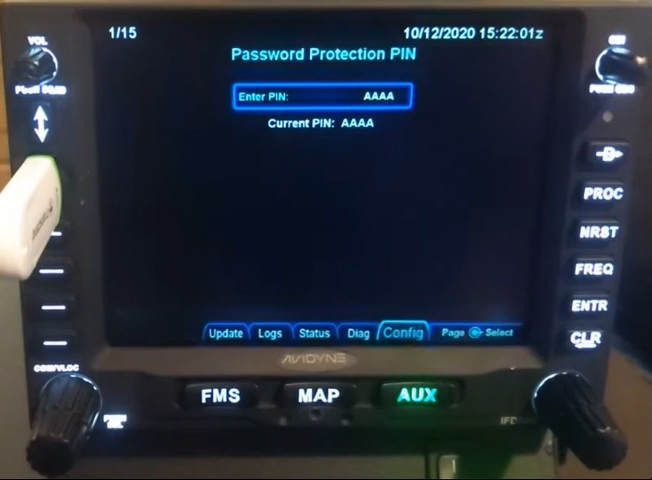 VOL
1/15
10/12/2020 15:22:01z
Password Protection PIN
Enter PIN: AAAA
Current PIN: AAAA
D
PROC
NRST
FREQ
ENTR
CLR
Update Logs Status Diag Config Page Select
AVIDYNE
COM/VLOC
FMS MAP AUX
IFD